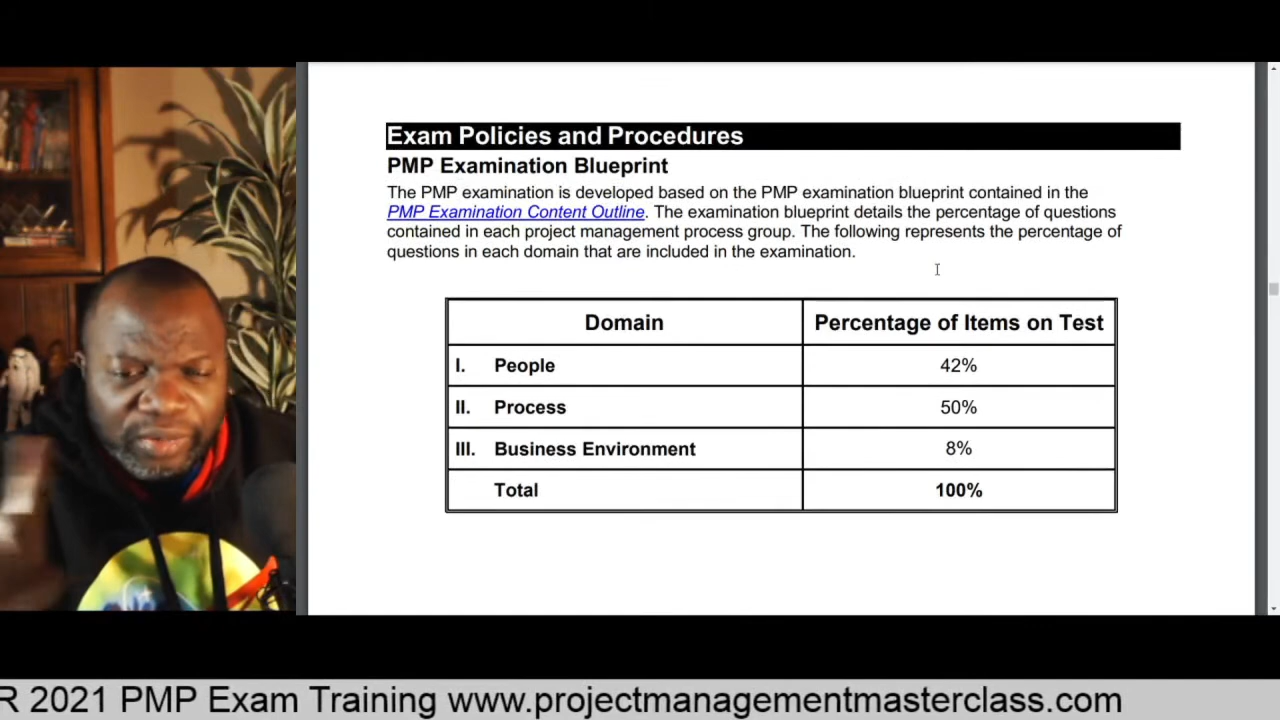 Exam Policies and Procedures
PMP Examination Blueprint
The PMP examination is developed based on the PMP examination blueprint contained in the
PMP Examination Content Outline. The examination blueprint details the percentage of questions
contained in each project management process group. The following represents the percentage of
questions in each domain that are included in the examination.
Domain Percentage of Items on Test
I. People 42%
II. Process 50%
III. Business Environment 8%
Total 100%
R 2021 PMP Exam Training www.projectmanagementmasterclass.com